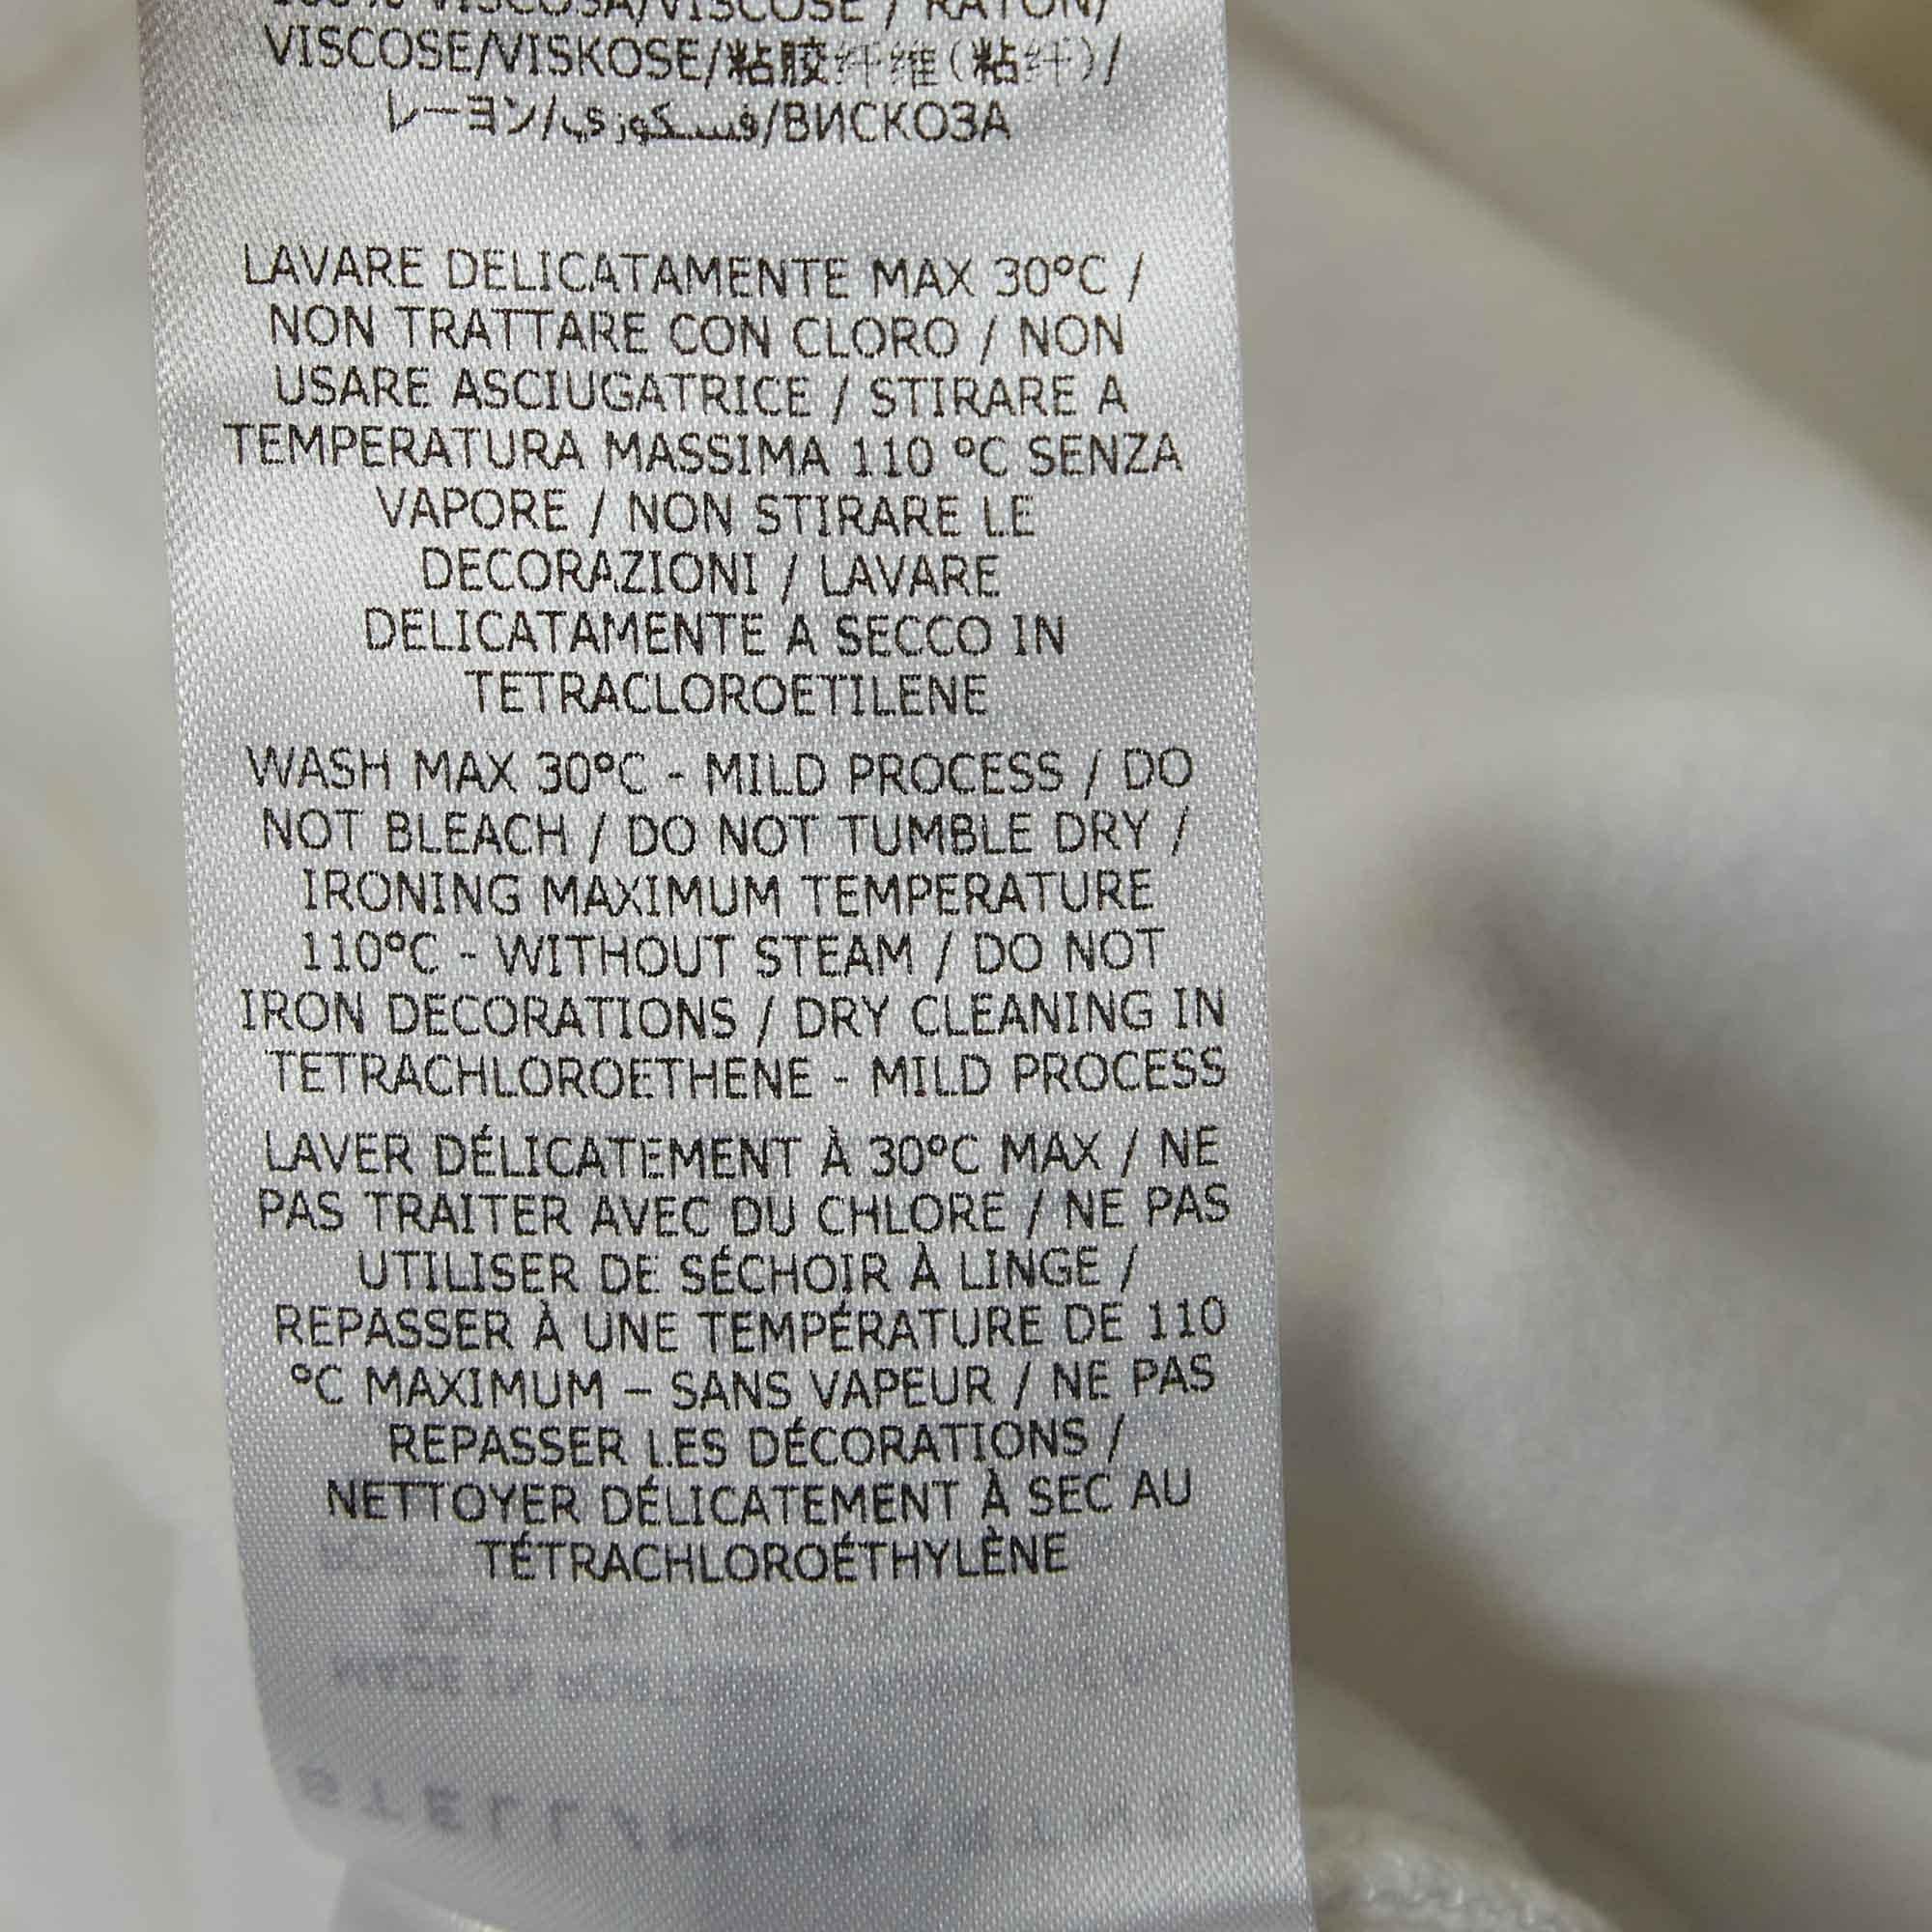 100% VISCOSA/VISCOSE / RAYON/
VISCOSE/VISKOSE/粘胶纤维(粘纤)/
レーヨン/فسكوزي/ВИСКОЗА
LAVARE DELICATAMENTE MAX 30°C /
NON TRATTARE CON CLORO / NON
USARE ASCIUGATRICE / STIRARE A
TEMPERATURA MASSIMA 110 °C SENZA
VAPORE / NON STIRARE LE
DECORAZIONI / LAVARE
DELICATAMENTE A SECCO IN
TETRACLOROETILENE
WASH MAX 30°C - MILD PROCESS / DO
NOT BLEACH / DO NOT TUMBLE DRY /
IRONING MAXIMUM TEMPERATURE
110°C - WITHOUT STEAM / DO NOT
IRON DECORATIONS / DRY CLEANING IN
TETRACHLOROETHENE - MILD PROCESS
LAVER DÉLICATEMENT À 30°C MAX / NE
PAS TRAITER AVEC DU CHLORE / NE PAS
UTILISER DE SÉCHOIR À LINGE /
REPASSER À UNE TEMPÉRATURE DE 110
°C MAXIMUM – SANS VAPEUR / NE PAS
REPASSER LES DÉCORATIONS /
NETTOYER DÉLICATEMENT À SEC AU
TÉTRACHLOROÉTHYLÈNE